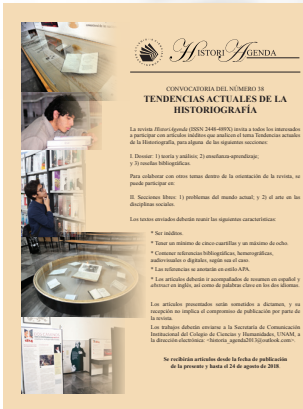 HISTORIAGENDA
CONVOCATORIA DEL NÚMERO 38
TENDENCIAS ACTUALES DE LA
HISTORIOGRAFÍA
La revista HistoriAgenda (ISSN 2448-489X) invita a todos los interesados
a participar con artículos inéditos que analicen el tema Tendencias actuales
de la Historiografía, para alguna de las siguientes secciones:
I. Dossier: 1) teoría y análisis; 2) enseñanza-aprendizaje;
y 3) reseñas bibliográficas.
Para colaborar con otros temas dentro de la orientación de la revista, se
puede participar en:
II. Secciones libres: 1) problemas del mundo actual; y 2) el arte en las
disciplinas sociales.
Los textos enviados deberán reunir las siguientes características:
* Ser inéditos.
* Tener un mínimo de cinco cuartillas y un máximo de ocho.
* Contener referencias bibliográficas, hemerográficas,
audiovisuales o digitales, según sea el caso.
* Las referencias se anotarán en estilo APA.
* Los artículos deberán ir acompañados de resumen en español y
abstract en inglés, así como de palabras clave en los dos idiomas.
Los artículos presentados serán sometidos a dictamen, y su
recepción no implica el compromiso de publicación por parte de
la revista.
Los trabajos deberán enviarse a la Secretaría de Comunicación
Institucional del Colegio de Ciencias y Humanidades, UNAM, a
la dirección electrónica: <historia_agenda2013@outlook.com>.
Se recibirán artículos desde la fecha de publicación
de la presente y hasta el 24 de agosto de 2018.